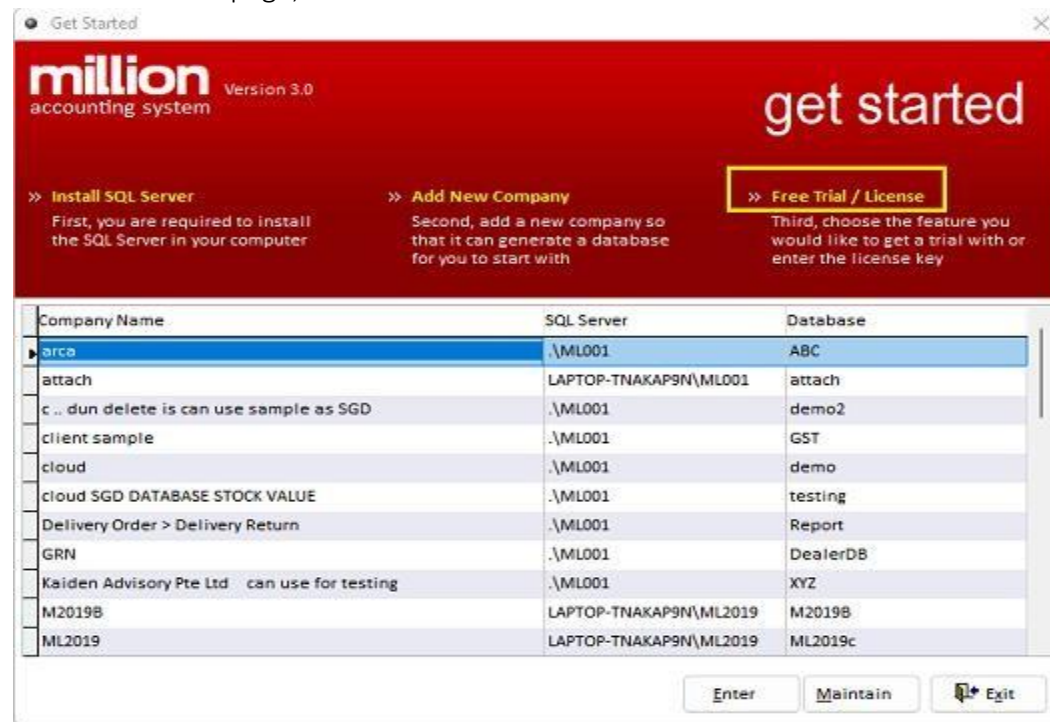 Get Started
million Version 3.0
accounting system
get started
» Install SQL Server
First, you are required to install
the SQL Server in your computer
» Add New Company
Second, add a new company so
that it can generate a database
for you to start with
» Free Trial / License
Third, choose the feature you
would like to get a trial with or
enter the license key
Company Name SQL Server Database
arca .\ML001 ABC
attach LAPTOP-TNAKAP9N\ML001 attach
c .. dun delete is can use sample as SGD .\ML001 demo2
client sample .\ML001 GST
cloud .\ML001 demo
cloud SGD DATABASE STOCK VALUE .\ML001 testing
Delivery Order > Delivery Return .\ML001 Report
GRN .\ML001 DealerDB
Kaiden Advisory Pte Ltd can use for testing .\ML001 XYZ
M2019B LAPTOP-TNAKAP9N\ML2019 M2019B
ML2019 LAPTOP-TNAKAP9N\ML2019 ML2019c
Enter Maintain Exit